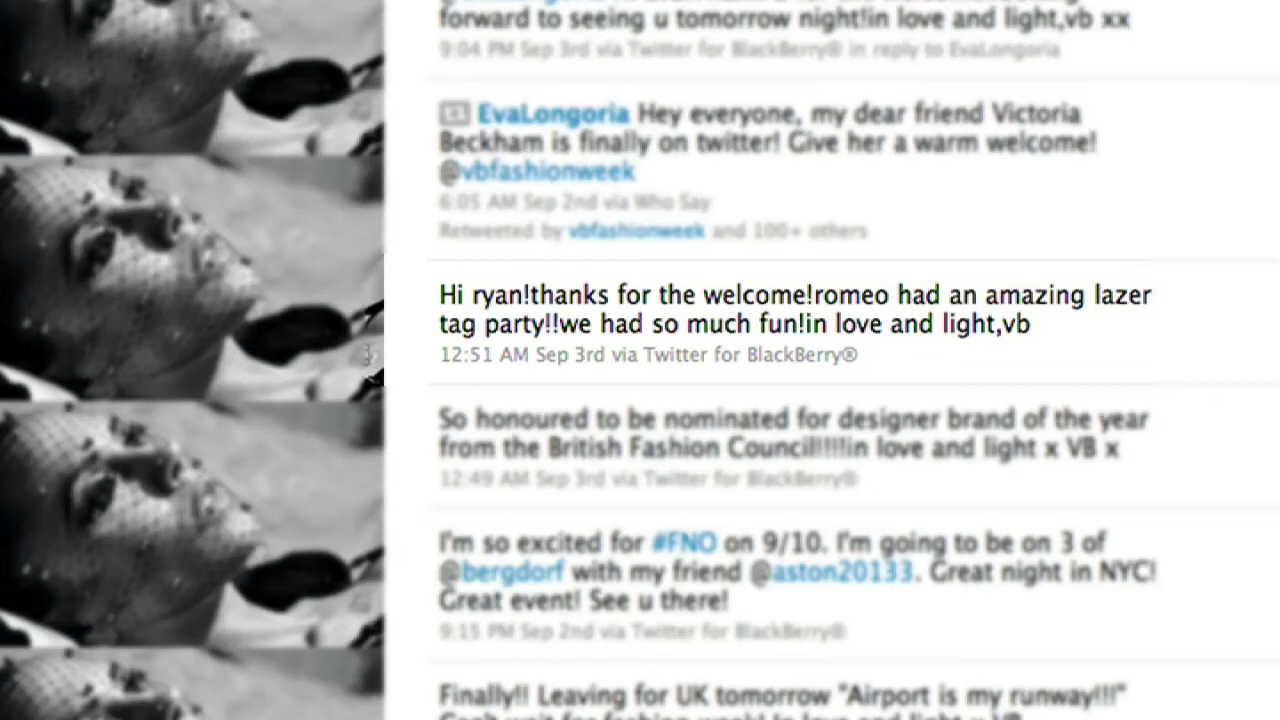 forward to seeing u tomorrow night!in love and light,vb xx
9:04 PM Sep 3rd via Twitter for BlackBerry® in reply to EvaLongoria
EvaLongoria Hey everyone, my dear friend Victoria
Beckham is finally on twitter! Give her a warm welcome!
@vbfashionweek
6:05 AM Sep 2nd via Who Say
Retweeted by vbfashionweek and 100+ others
Hi ryan!thanks for the welcome!romeo had an amazing lazer
tag party!!we had so much fun!in love and light,vb
12:51 AM Sep 3rd via Twitter for BlackBerry®
So honoured to be nominated for designer brand of the year
from the British Fashion Council!!!!in love and light x VB x
12:49 AM Sep 3rd via Twitter for BlackBerry®
I'm so excited for #FNO on 9/10. I'm going to be on 3 of
@bergdorf with my friend @aston20133. Great night in NYC!
Great event! See u there!
9:15 PM Sep 2nd via Twitter for BlackBerry®
Finally!! Leaving for UK tomorrow "Airport is my runway!!!"